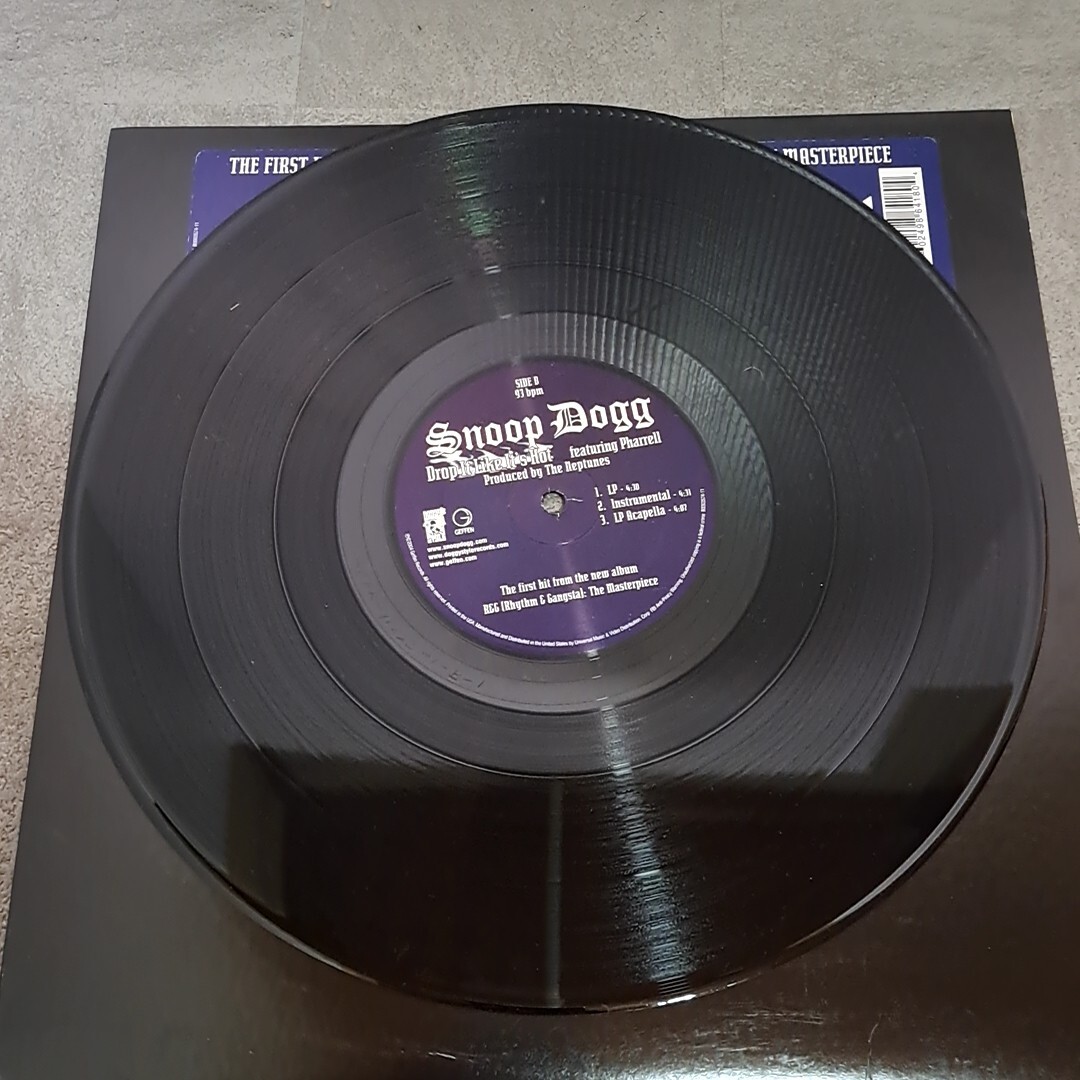 THE FIRST
MASTERPIECE
SIDE B
93 bpm
Snoop Dogg
Drop It Like It's Hot featuring Pharrell
Produced by The Neptunes
1. LP - 4:30
2. Instrumental - 4:31
3. LP Acapella - 4:07
GEFFEN
www.snoopdogg.com
www.doggystylerecords.com
www.geffen.com
The first hit from the new album
R&G (Rhythm & Gangsta): The Masterpiece